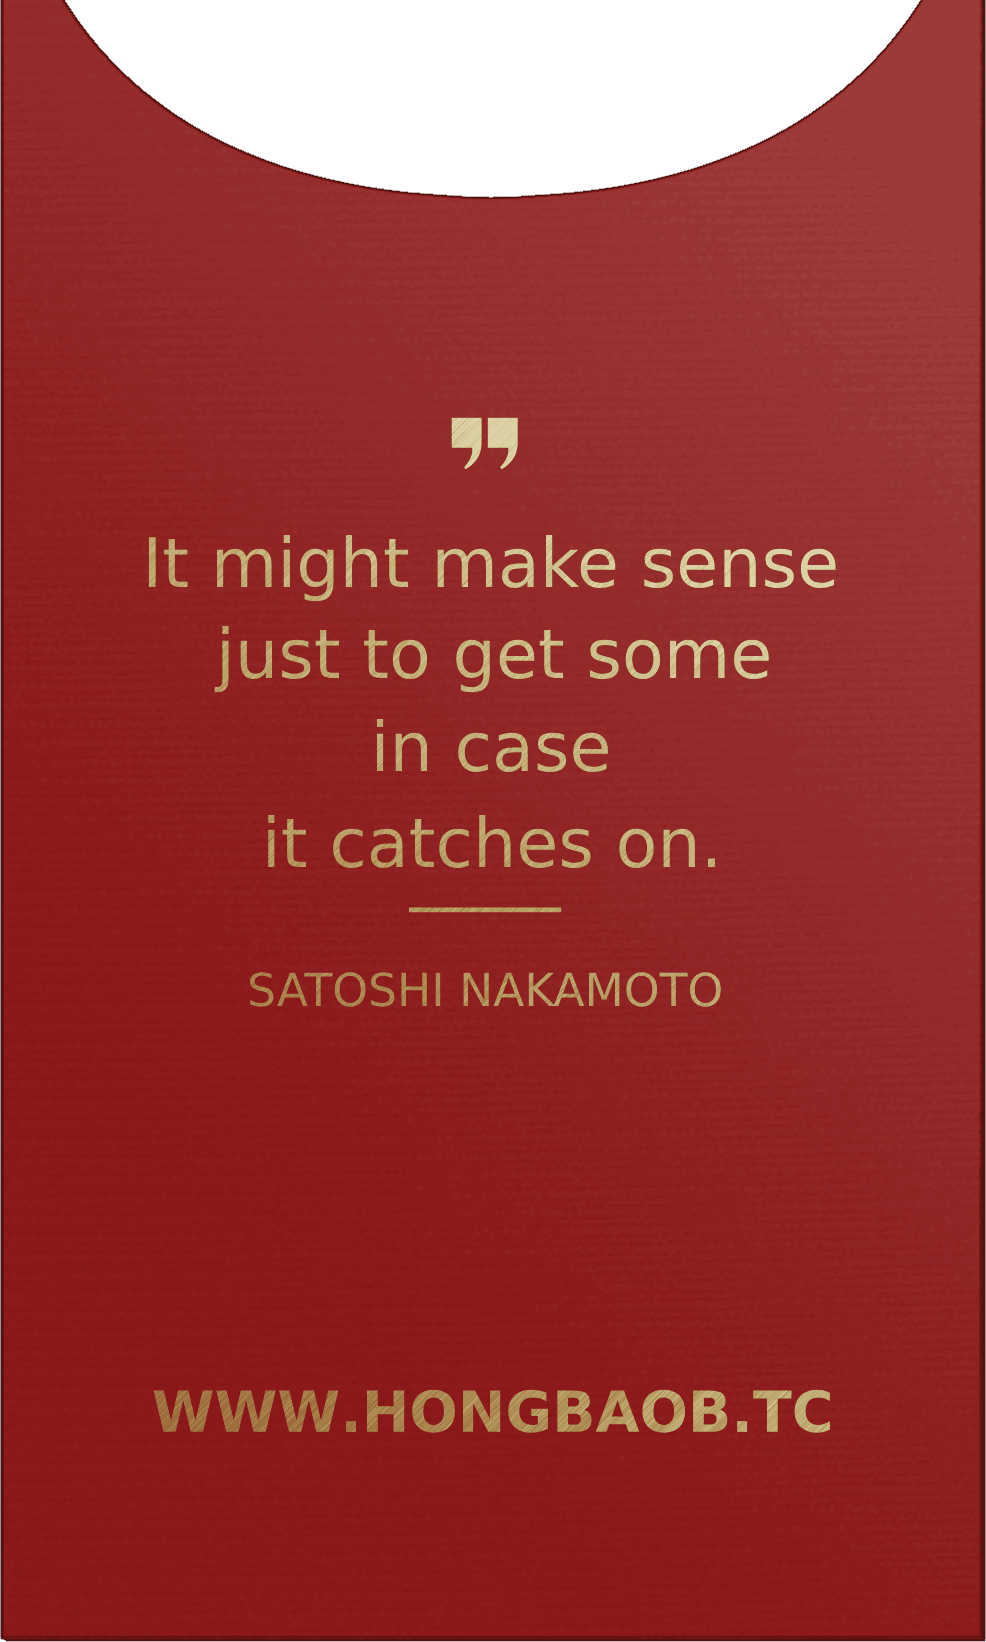 ”
It might make sense
just to get some
in case
it catches on.
SATOSHI NAKAMOTO
WWW.HONGBAOB.TC